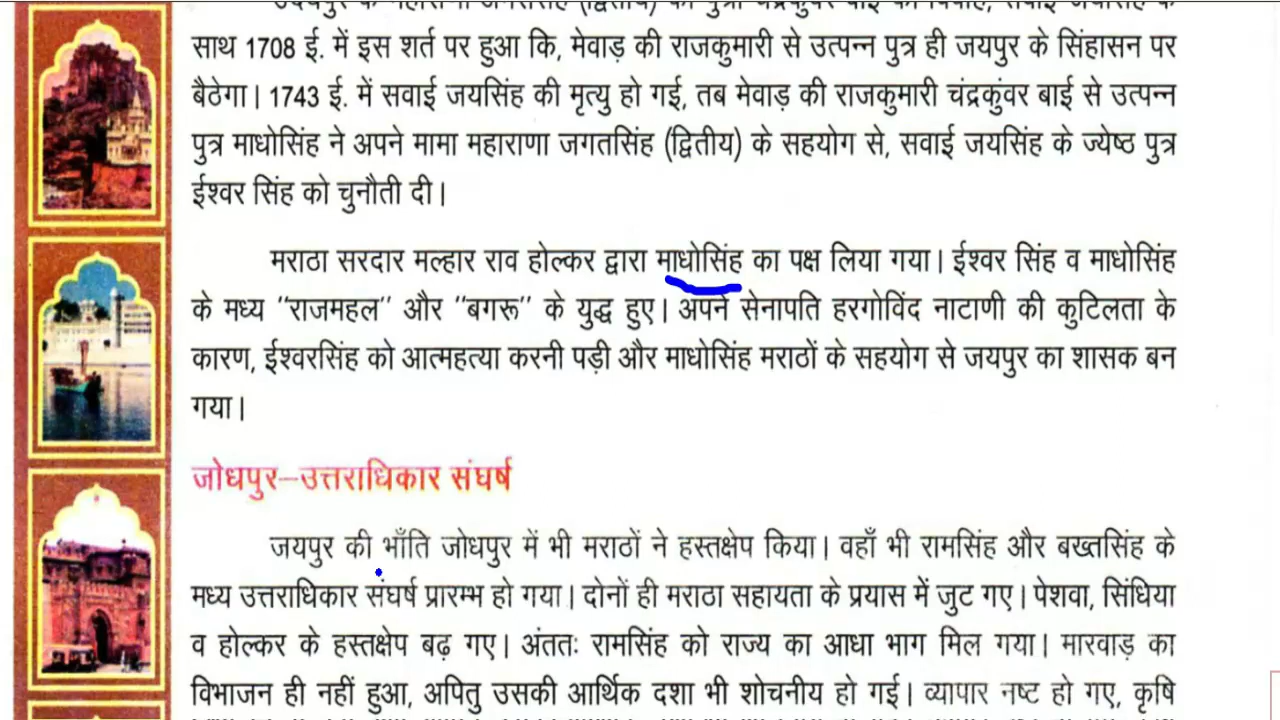 साथ 1708 ई. में इस शर्त पर हुआ कि, मेवाड़ की राजकुमारी से उत्पन्न पुत्र ही जयपुर के सिंहासन पर
बैठेगा। 1743 ई. में सवाई जयसिंह की मृत्यु हो गई, तब मेवाड़ की राजकुमारी चंद्रकुंवर बाई से उत्पन्न
पुत्र माधोसिंह ने अपने मामा महाराणा जगतसिंह (द्वितीय) के सहयोग से, सवाई जयसिंह के ज्येष्ठ पुत्र
ईश्वर सिंह को चुनौती दी।
मराठा सरदार मल्हार राव होल्कर द्वारा माधोसिंह का पक्ष लिया गया। ईश्वर सिंह व माधोसिंह
के मध्य "राजमहल" और "बगरू" के युद्ध हुए। अपने सेनापति हरगोविंद नाटाणी की कुटिलता के
कारण, ईश्वरसिंह को आत्महत्या करनी पड़ी और माधोसिंह मराठों के सहयोग से जयपुर का शासक बन
गया।
जोधपुर–उत्तराधिकार संघर्ष
जयपुर की भाँति जोधपुर में भी मराठों ने हस्तक्षेप किया। वहाँ भी रामसिंह और बख्तसिंह के
मध्य उत्तराधिकार संघर्ष प्रारम्भ हो गया। दोनों ही मराठा सहायता के प्रयास में जुट गए। पेशवा, सिंधिया
व होल्कर के हस्तक्षेप बढ़ गए। अंततः रामसिंह को राज्य का आधा भाग मिल गया। मारवाड़ का
विभाजन ही नहीं हुआ, अपितु उसकी आर्थिक दशा भी शोचनीय हो गई। व्यापार नष्ट हो गए, कृषि